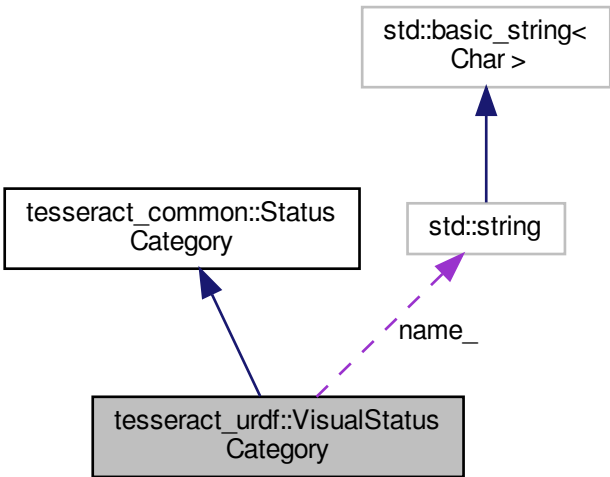 std::basic_string<
Char >
tesseract_common::Status
Category
std::string
name_
tesseract_urdf::VisualStatus
Category